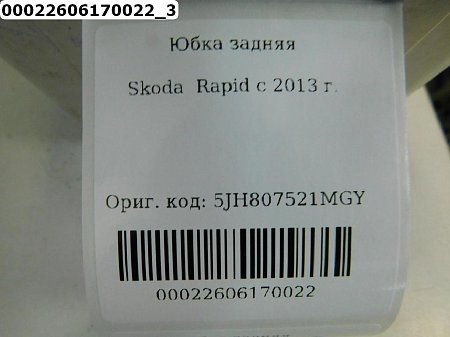 00022606170022_3
Юбка задняя
Skoda Rapid с 2013 г.
Ориг. код: 5JH807521MGY
00022606170022